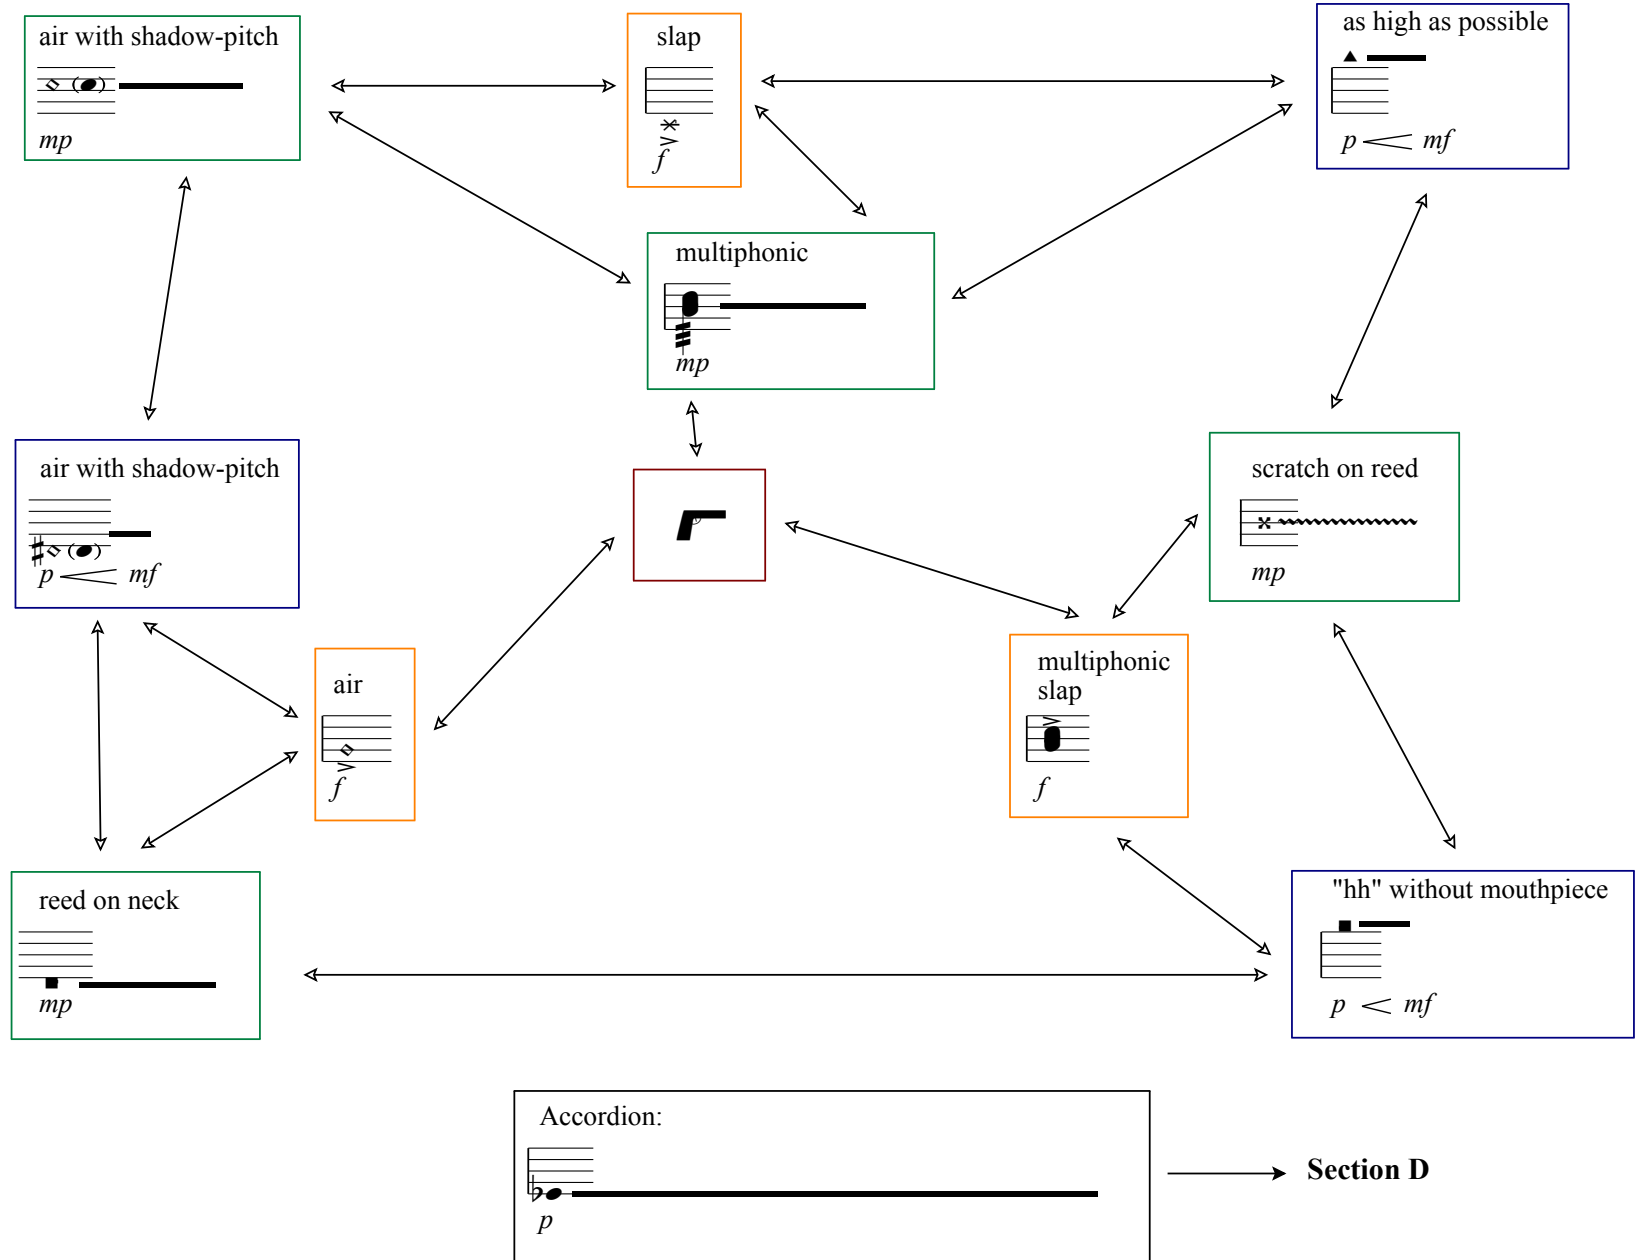 air with shadow-pitch
mp
slap
f
as high as possible
p mf
multiphonic
mp
air with shadow-pitch
p mf
scratch on reed
mp
air
f
multiphonic
slap
f
reed on neck
mp
"hh" without mouthpiece
p mf
Accordion:
p
Section D